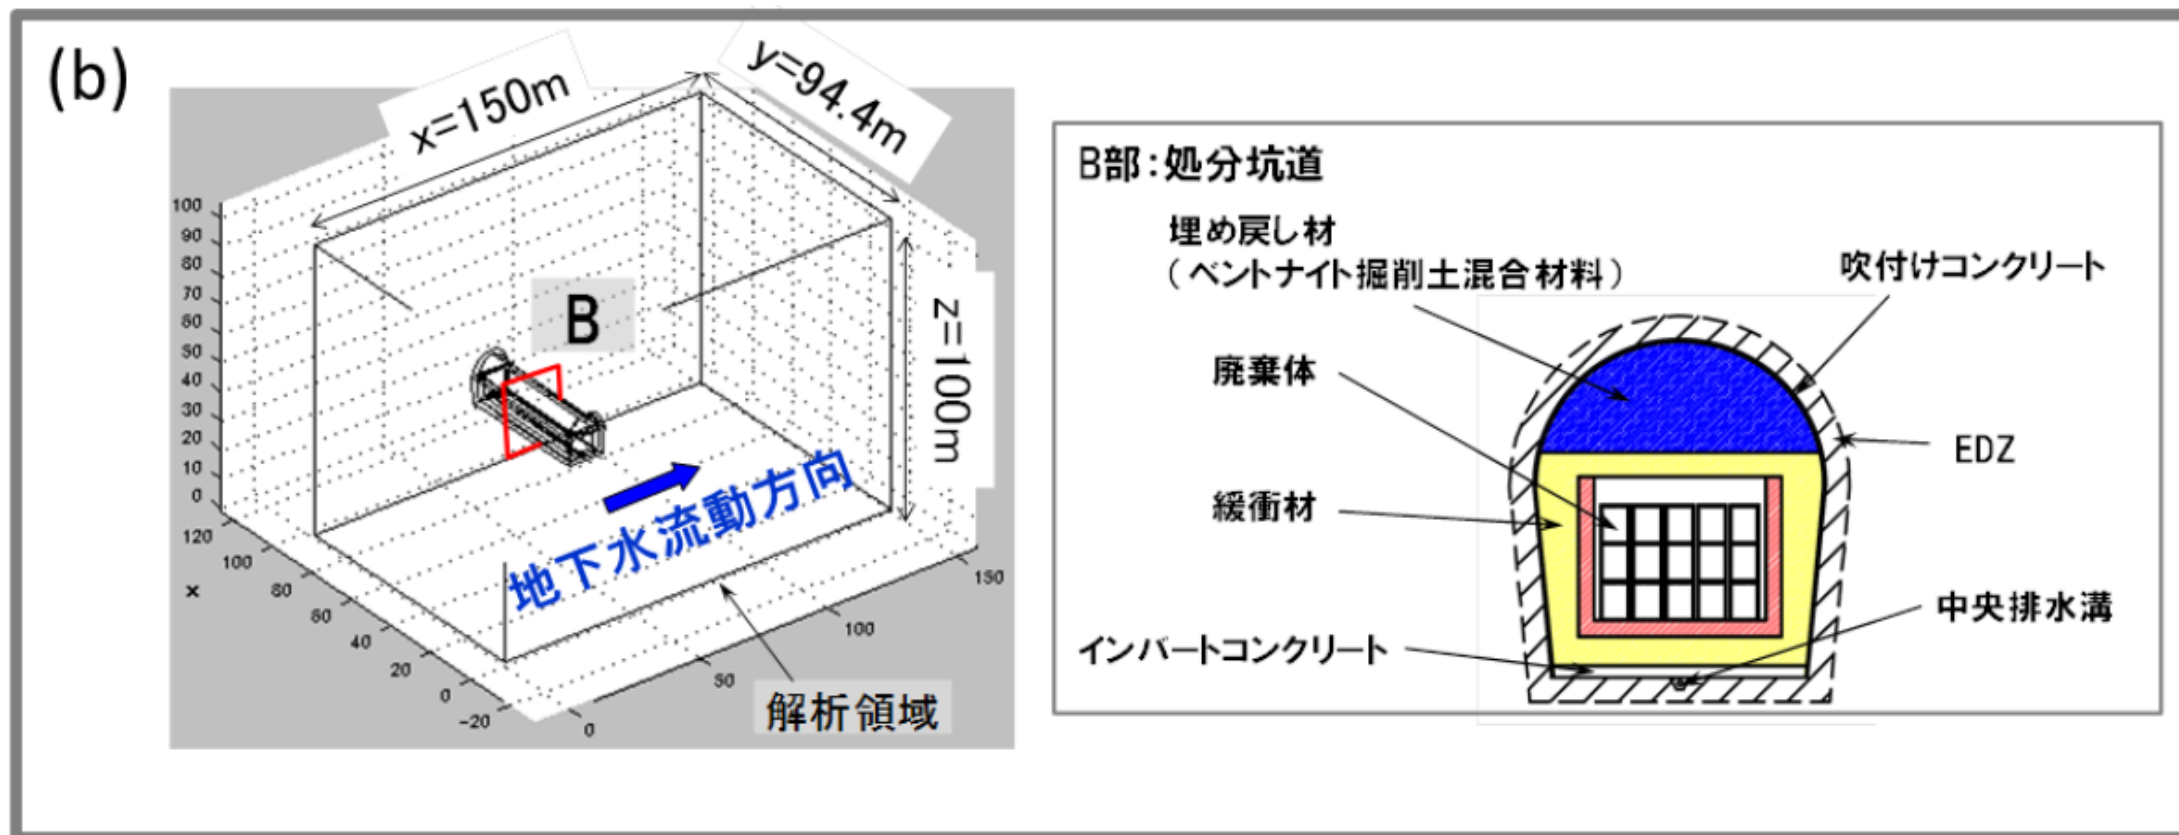 (b)
x=150m
y=94.4m
z=100m
B
地下水流動方向
解析領域
100
90
80
70
60
50
40
30
20
10
0
120
100
80
60
40
20
0
-20
x
0
50
100
150
B部:処分坑道
埋め戻し材
(ベントナイト掘削土混合材料)
吹付けコンクリート
廃棄体
EDZ
緩衝材
中央排水溝
インバートコンクリート